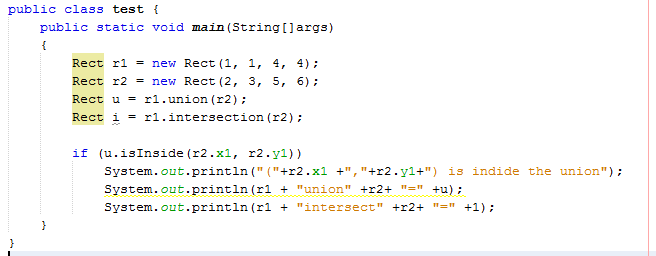 public class test {
public static void main(String[]args)
{
Rect r1 = new Rect(1, 1, 4, 4);
Rect r2 = new Rect(2, 3, 5, 6);
Rect u = r1.union(r2);
Rect i = r1.intersection(r2);
if (u.isInside(r2.x1, r2.y1))
System.out.println("("+r2.x1 +","+r2.y1+") is indide the union");
System.out.println(r1 + "union" +r2+ "=" +u);
System.out.println(r1 + "intersect" +r2+ "=" +1);
}
}